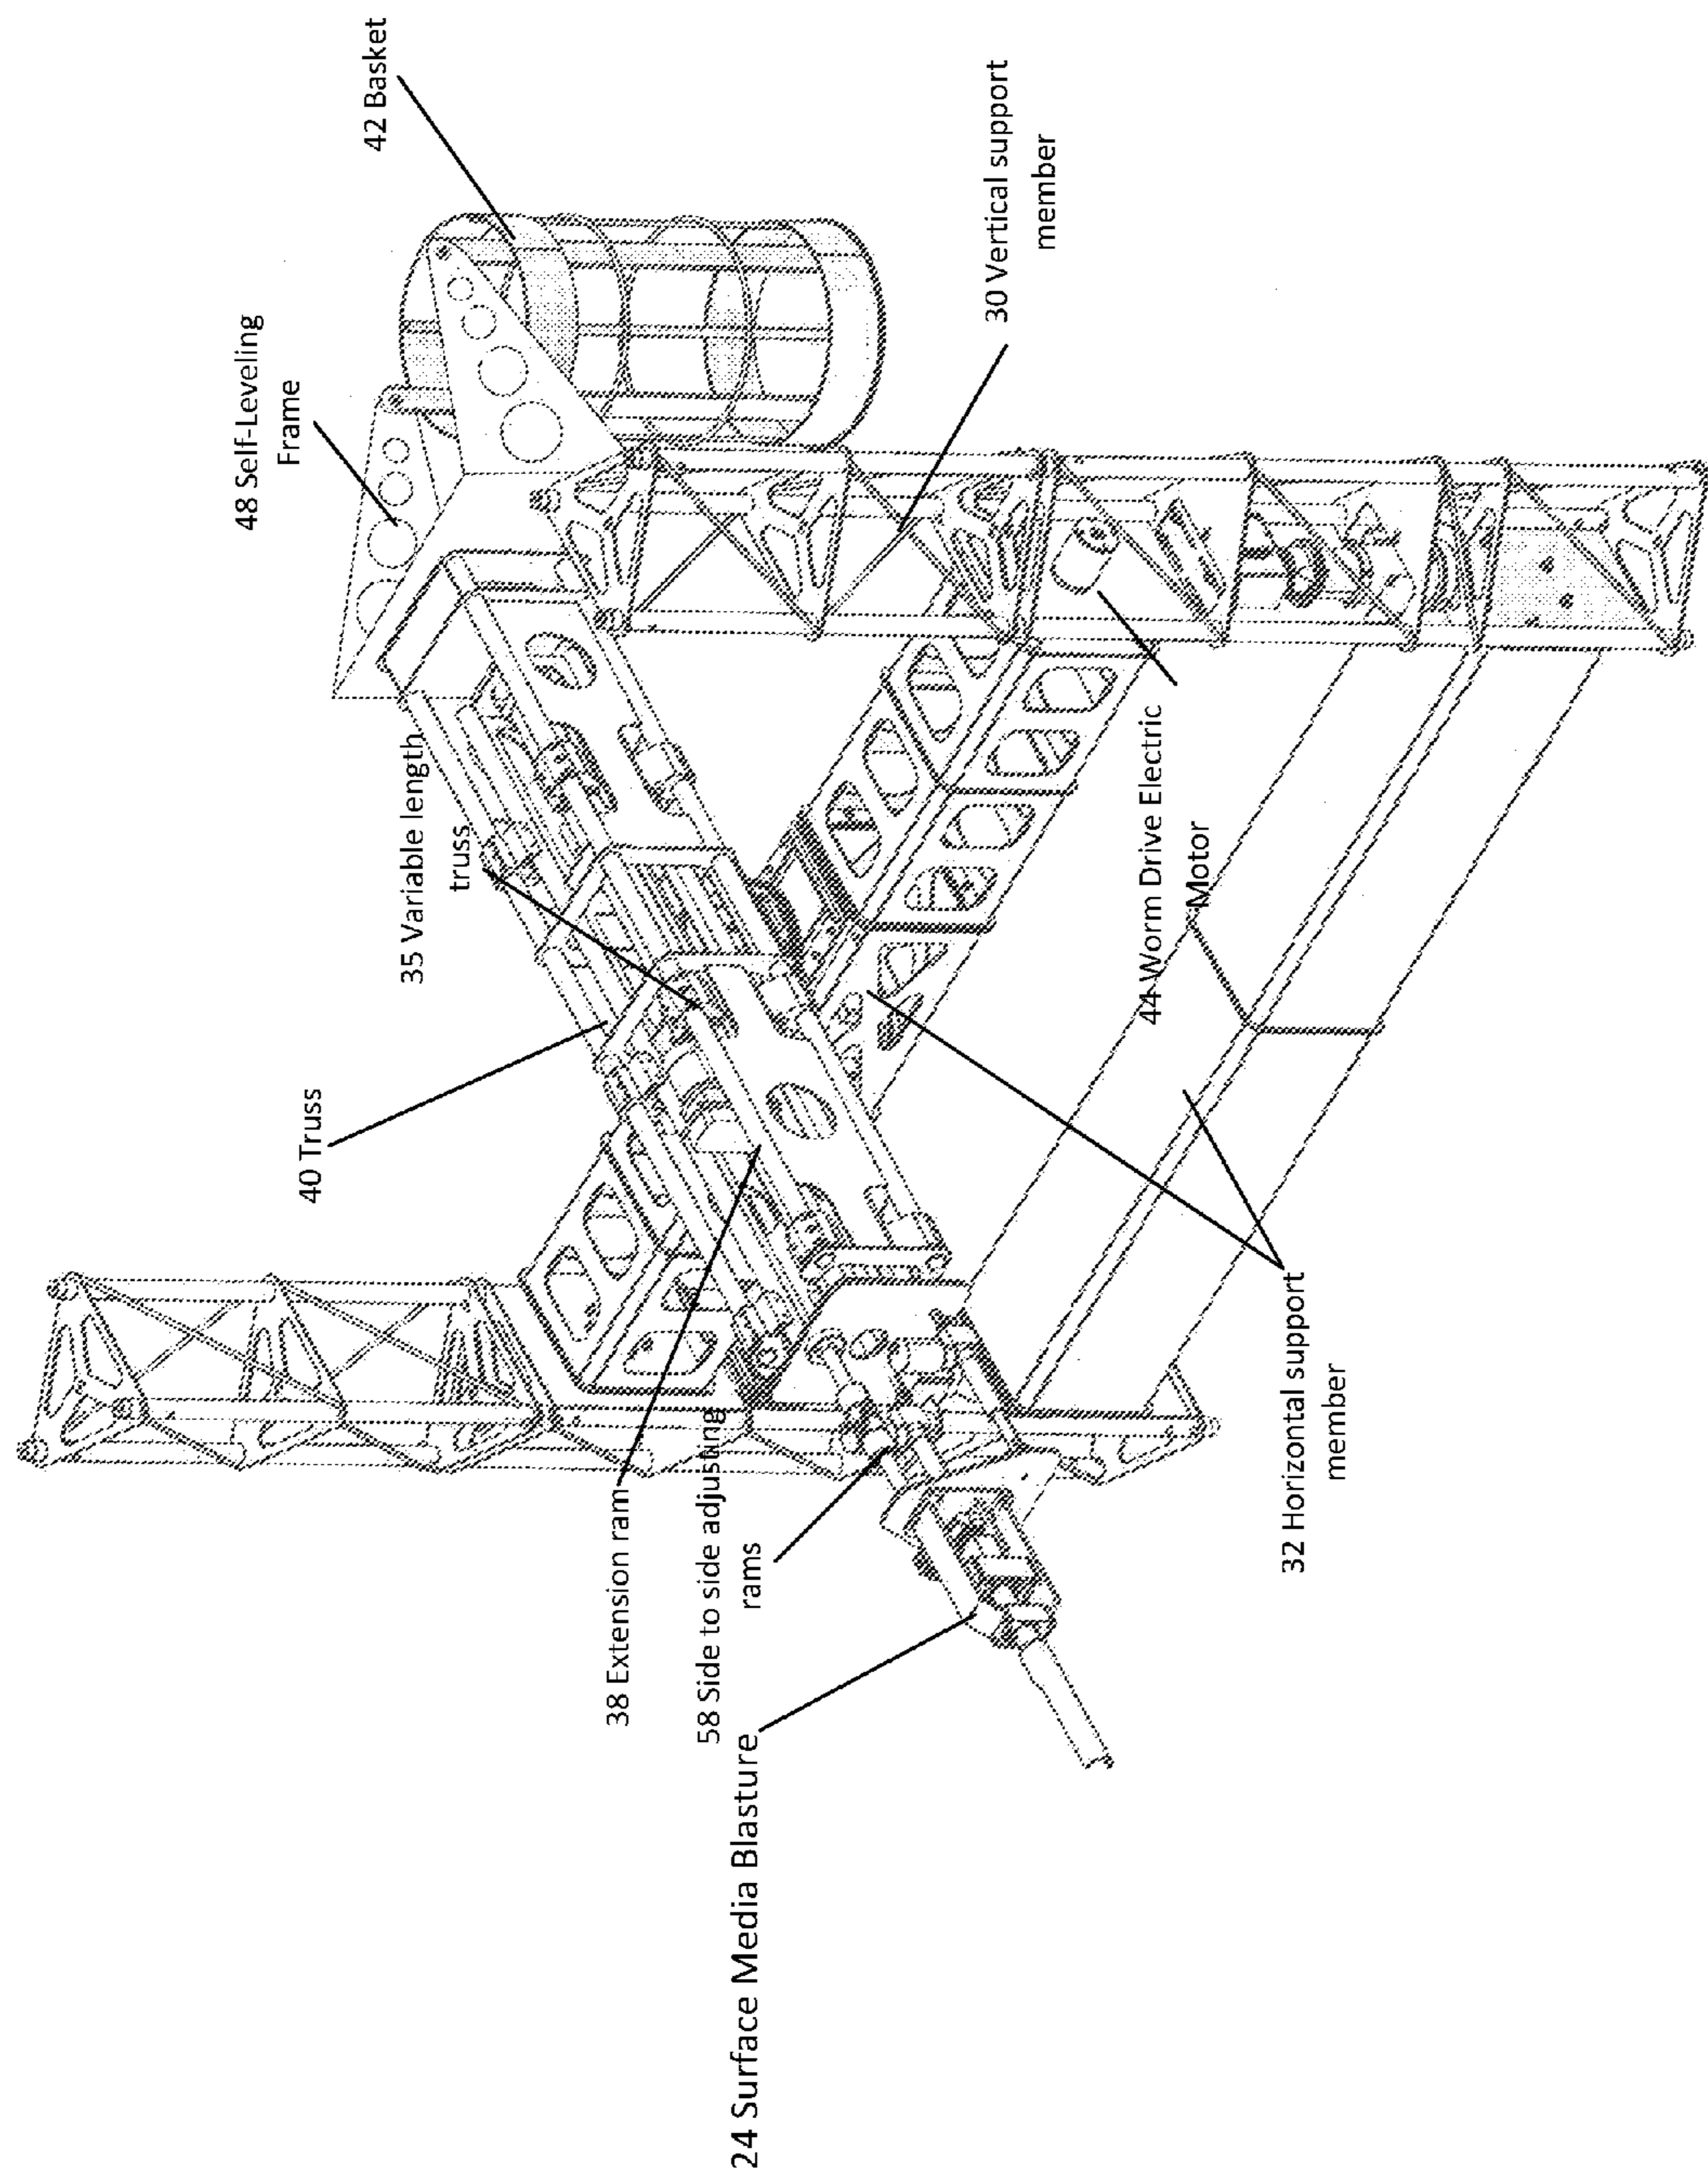 42 Basket
48 Self-Leveling
Frame
30 Vertical support
member
35 Variable length
truss
44 Worm Drive Electric
Motor
40 Truss
32 Horizontal support
member
38 Extension ram
58 Side to side adjusting
rams
24 Surface Media Blasture